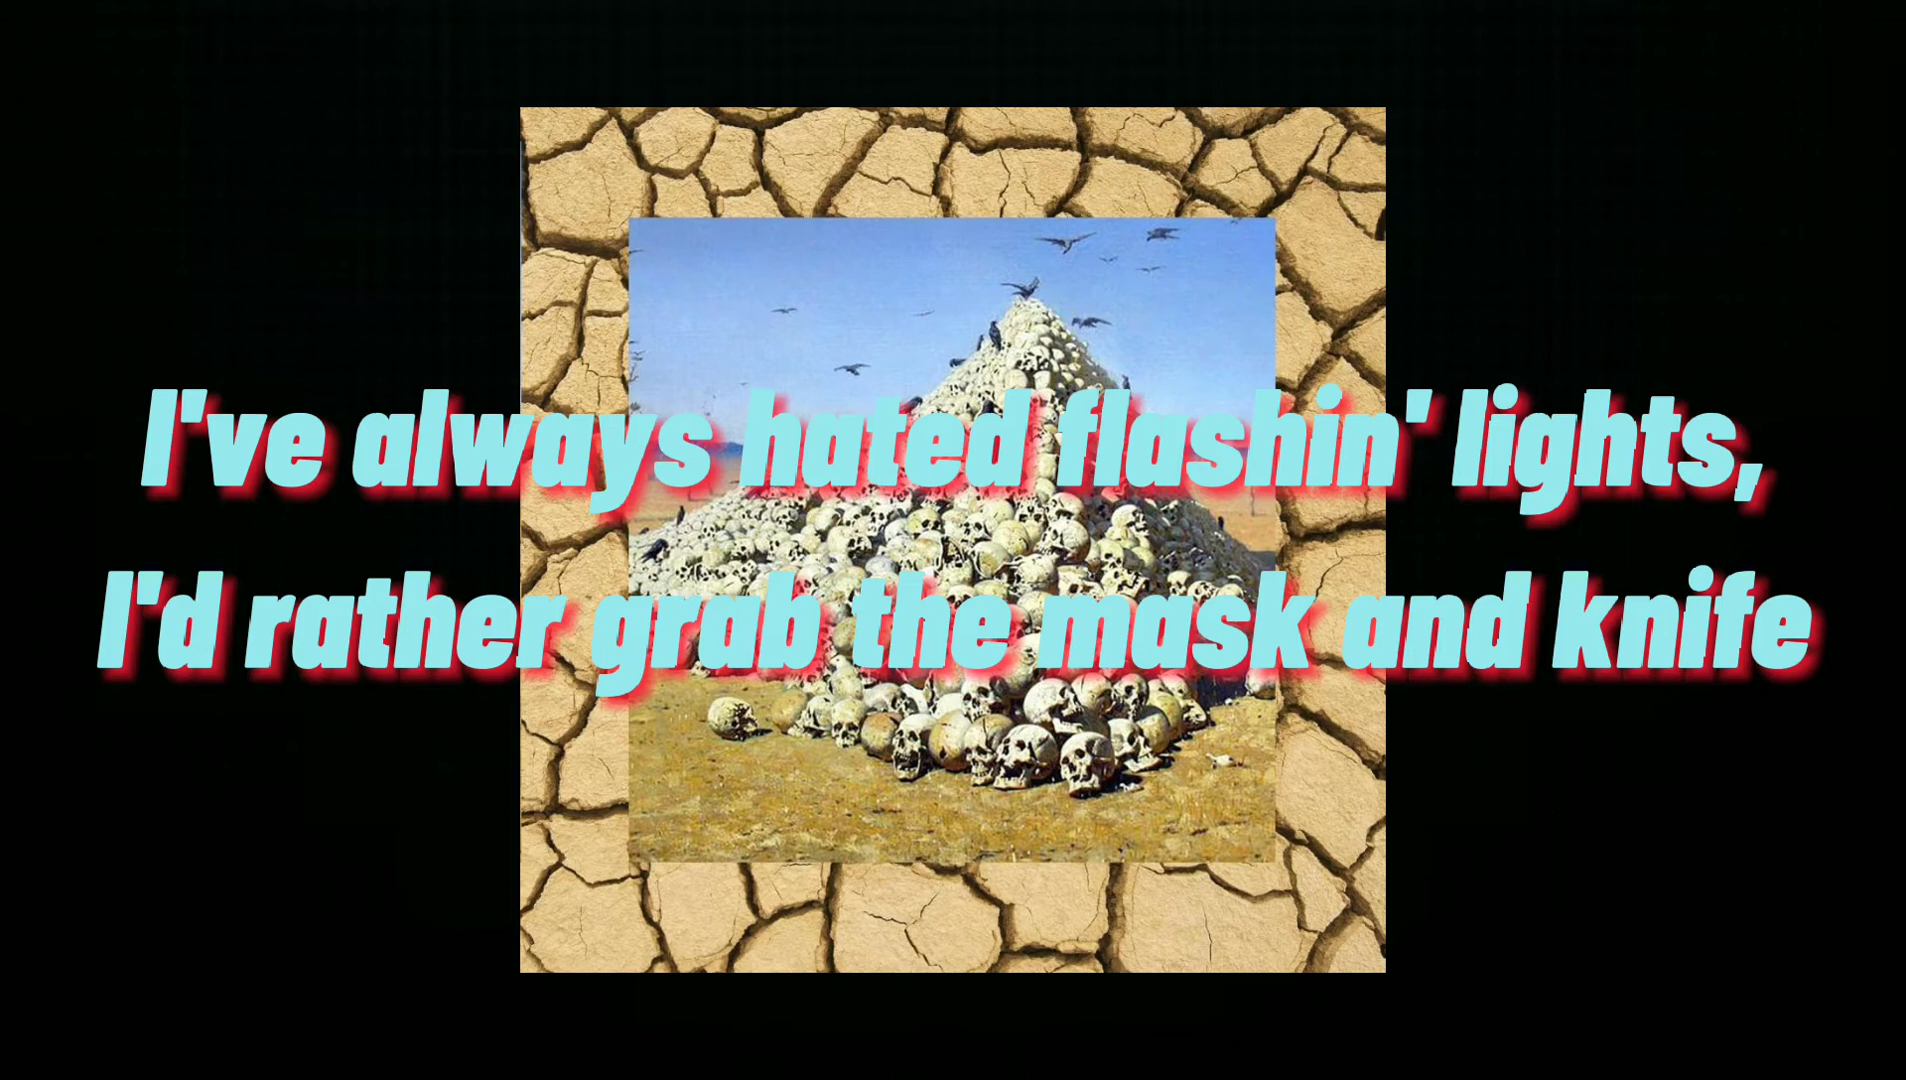 I've always hated flashin' lights,
I'd rather grab the mask and knife